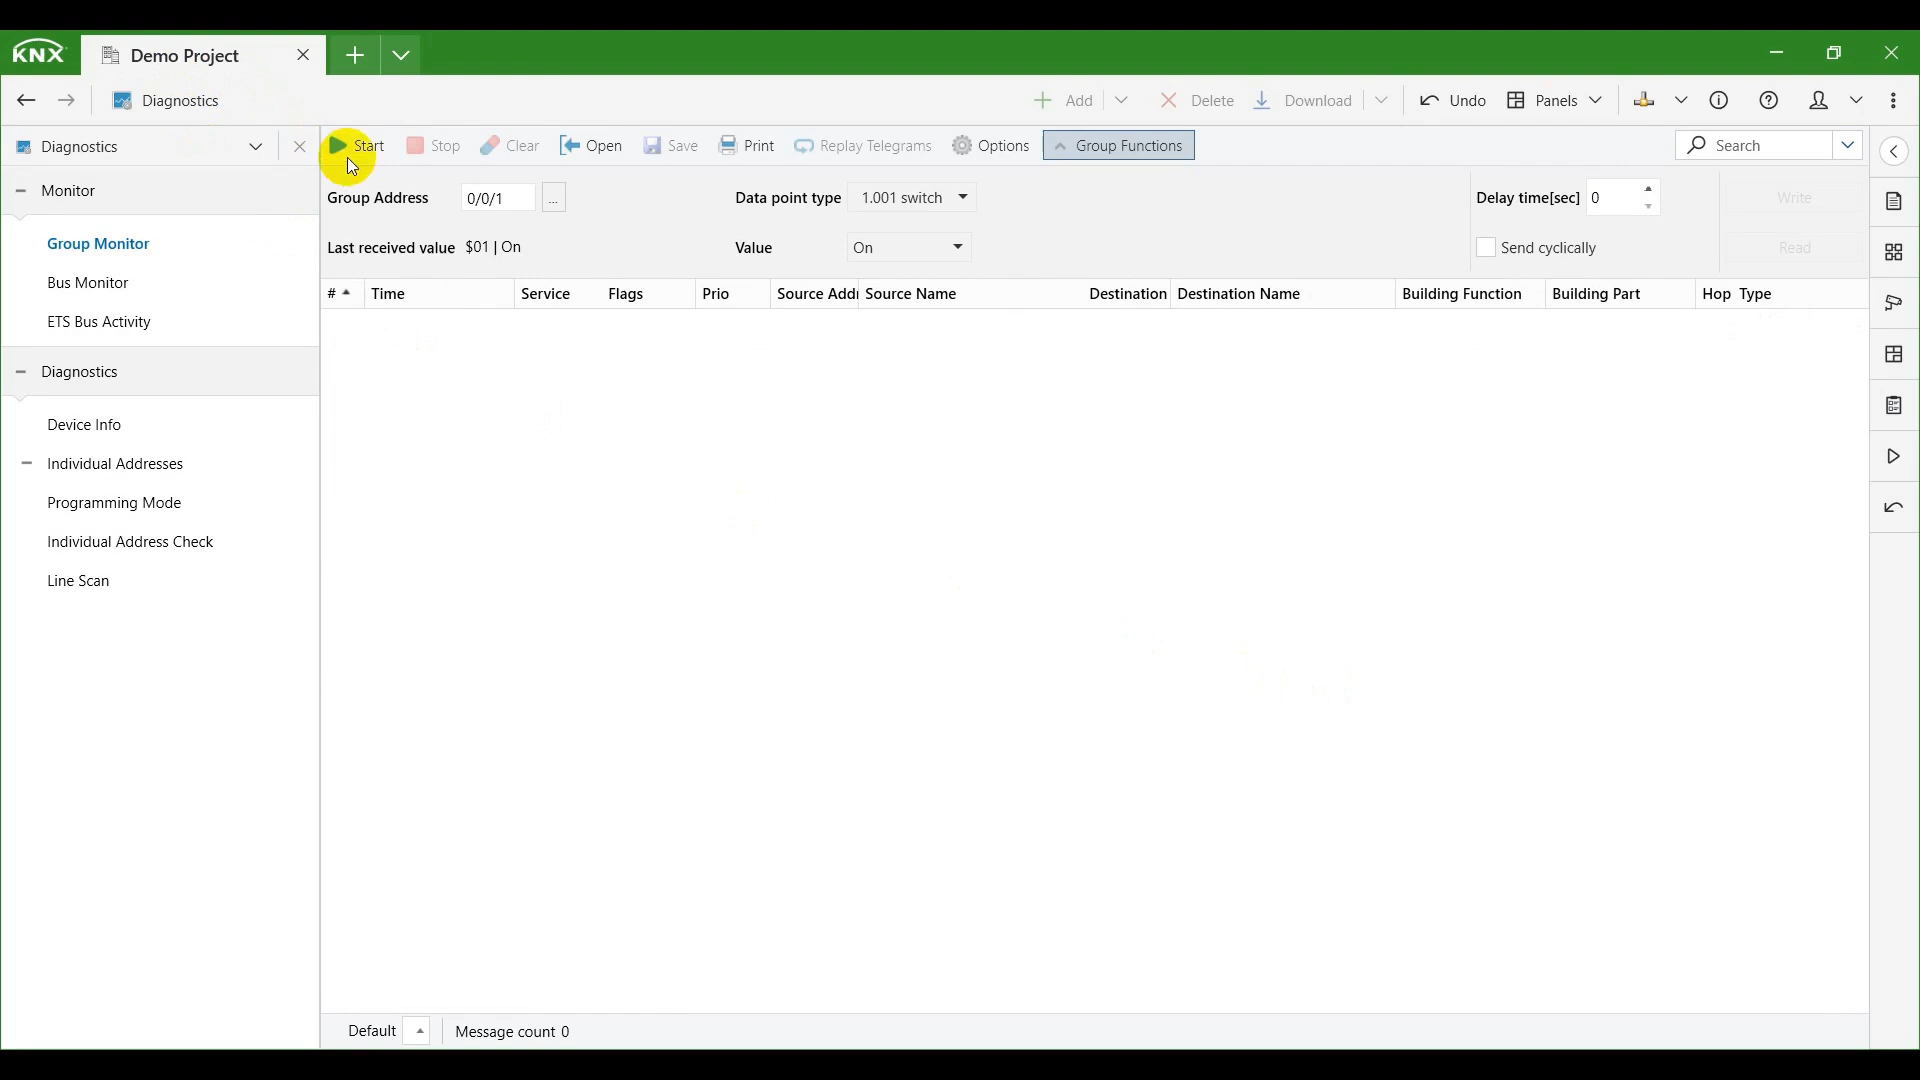 KNX Demo Project
Diagnostics Add Delete Download Undo Panels
Diagnostics Start Stop Clear Open Save Print Replay Telegrams Options Group Functions Search
Monitor
Group Address 0/0/1 ... Data point type 1.001 switch Delay time[sec] 0 Write
Group Monitor Last received value $01 | On Value On Send cyclically Read
Bus Monitor # Time Service Flags Prio Source Addr Source Name Destination Destination Name Building Function Building Part Hop Type
ETS Bus Activity
Diagnostics
Device Info
Individual Addresses
Programming Mode
Individual Address Check
Line Scan
Default Message count 0